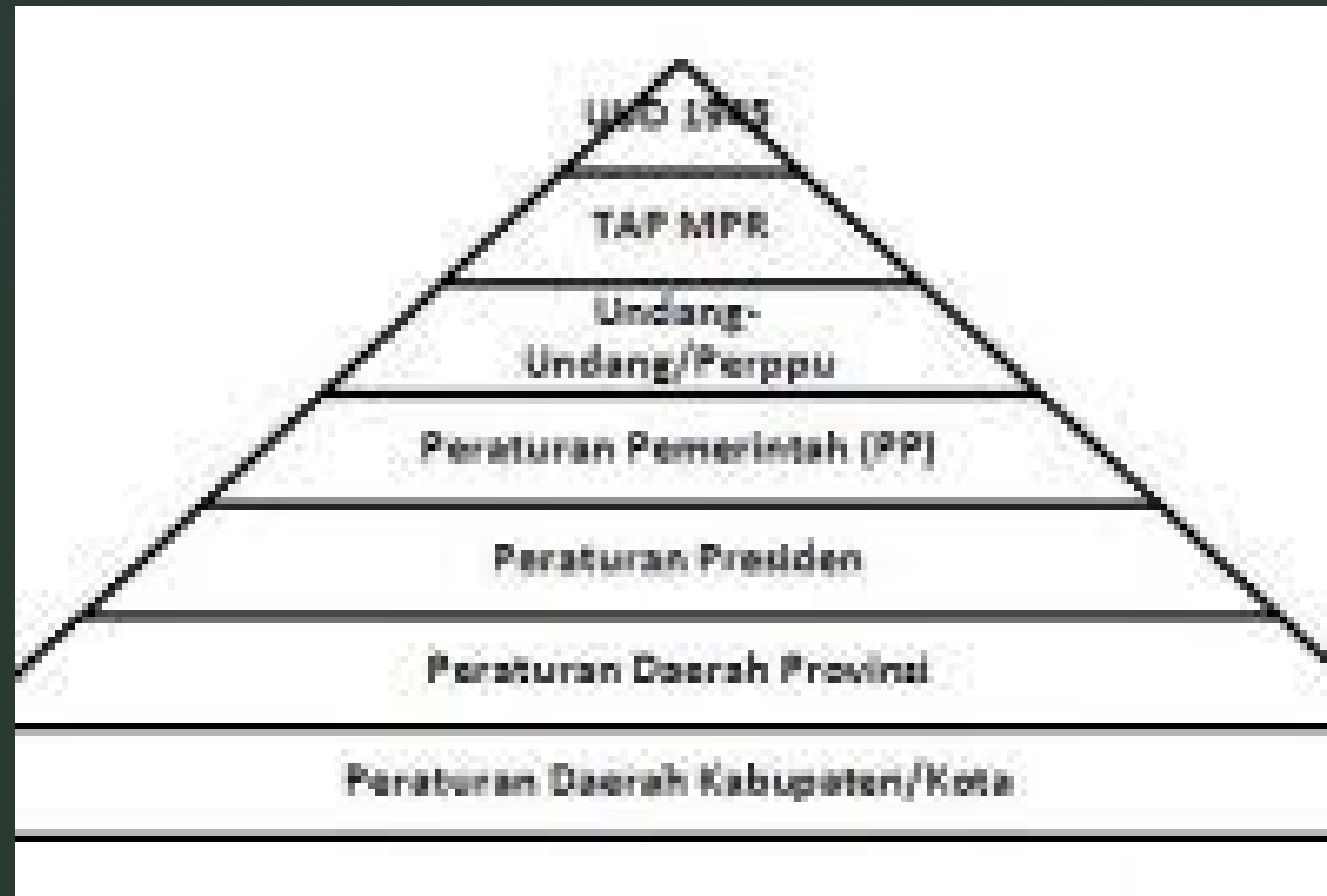 UUD 1945
TAP MPR
Undang-
Undang/Perppu
Peraturan Pemerintah (PP)
Peraturan Presiden
Peraturan Daerah Provinsi
Peraturan Daerah Kabupaten/Kota